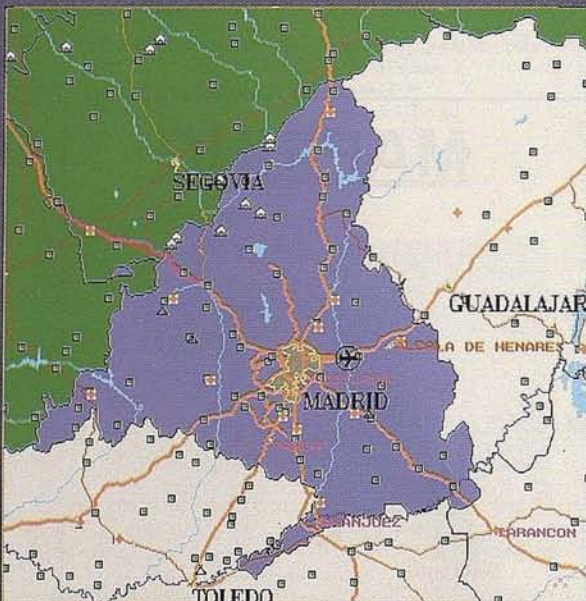 SEGOVIA
GUADALAJAR
ALCALA DE HENARES
MADRID
ARANJUEZ
TARANCON
TOLEDO